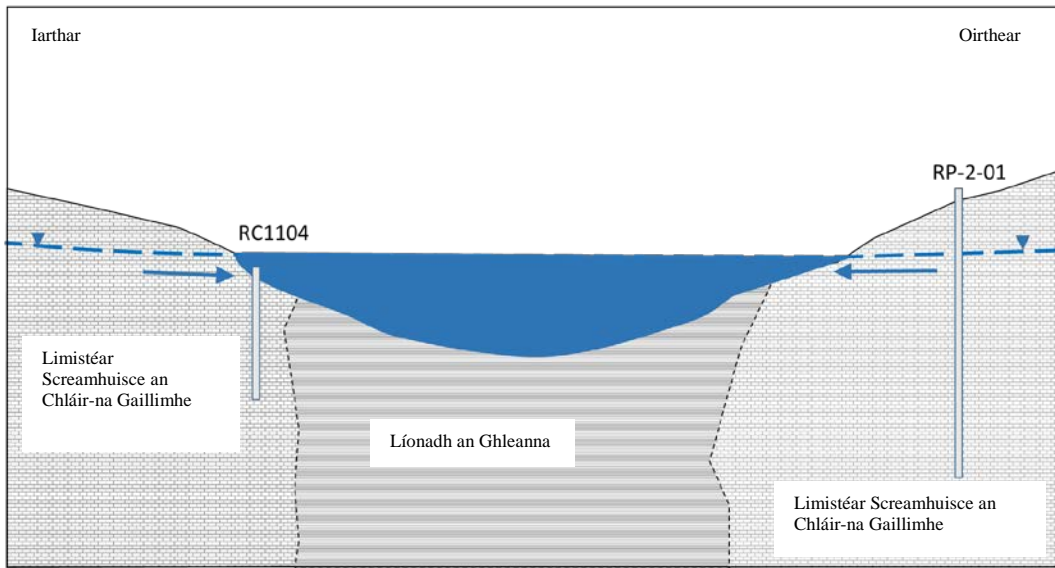 Iarthar
Oirthear
RP-2-01
RC1104
Limistéar
Screamhuisce an
Chláir-na Gaillimhe
Líonadh an Ghleanna
Limistéar Screamhuisce an
Chláir-na Gaillimhe